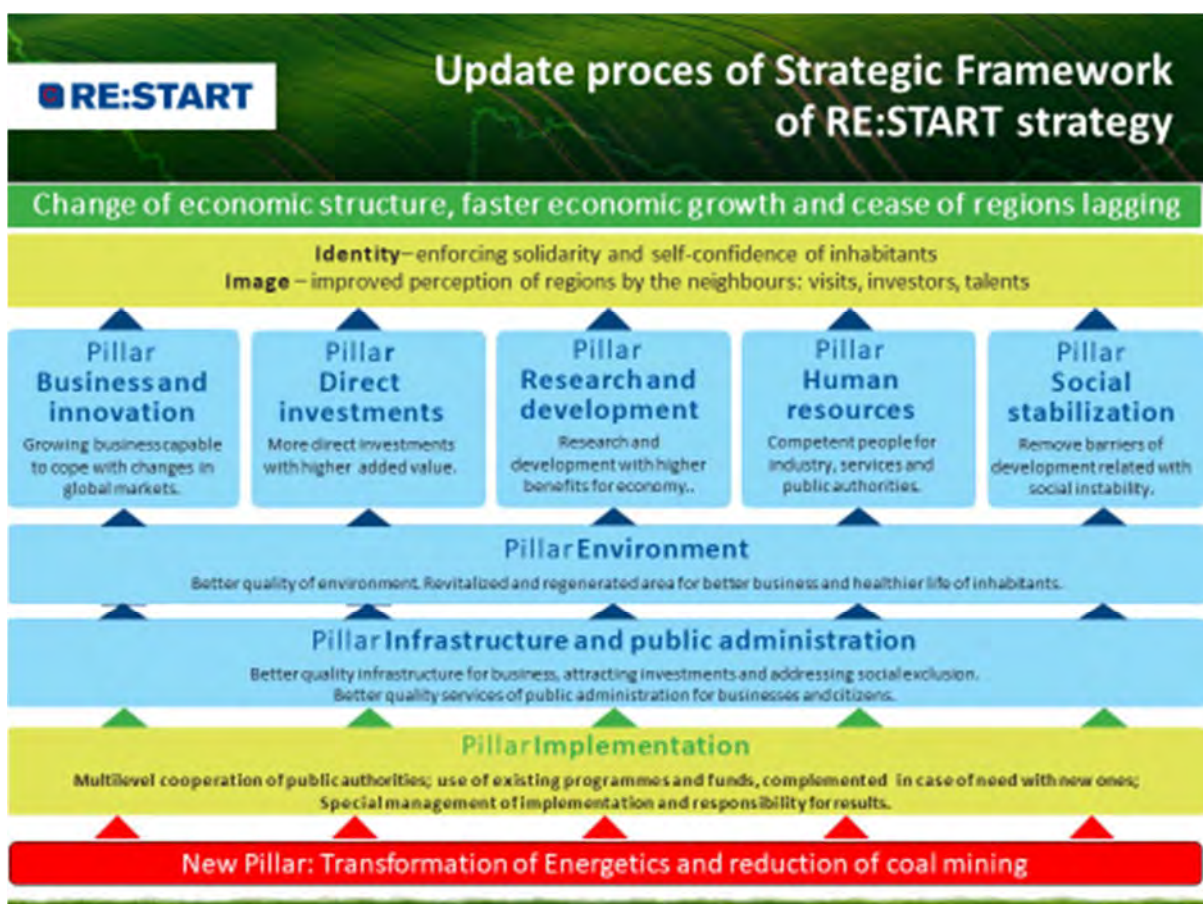 RE:START
Update proces of Strategic Framework
of RE:START strategy
Change of economic structure, faster economic growth and cease of regions lagging
Identity–enforcing solidarity and self-confidence of inhabitants
Image – improved perception of regions by the neighbours: visits, investors, talents
Pillar
Business and
innovation
Growing business capable
to cope with changes in
global markets.
Pillar
Direct
investments
More direct investments
with higher added value.
Pillar
Research and
development
Research and
development with higher
benefits for economy..
Pillar
Human
resources
Competent people for
industry, services and
public authorities.
Pillar
Social
stabilization
Remove barriers of
development related with
social instability.
Pillar Environment
Better quality of environment. Revitalized and regenerated area for better business and healthier life of inhabitants.
Pillar Infrastructure and public administration
Better quality infrastructure for business, attracting investments and addressing social exclusion.
Better quality services of public administration for businesses and citizens.
Pillar Implementation
Multilevel cooperation of public authorities; use of existing programmes and funds, complemented in case of need with new ones;
Special management of implementation and responsibility for results.
New Pillar: Transformation of Energetics and reduction of coal mining